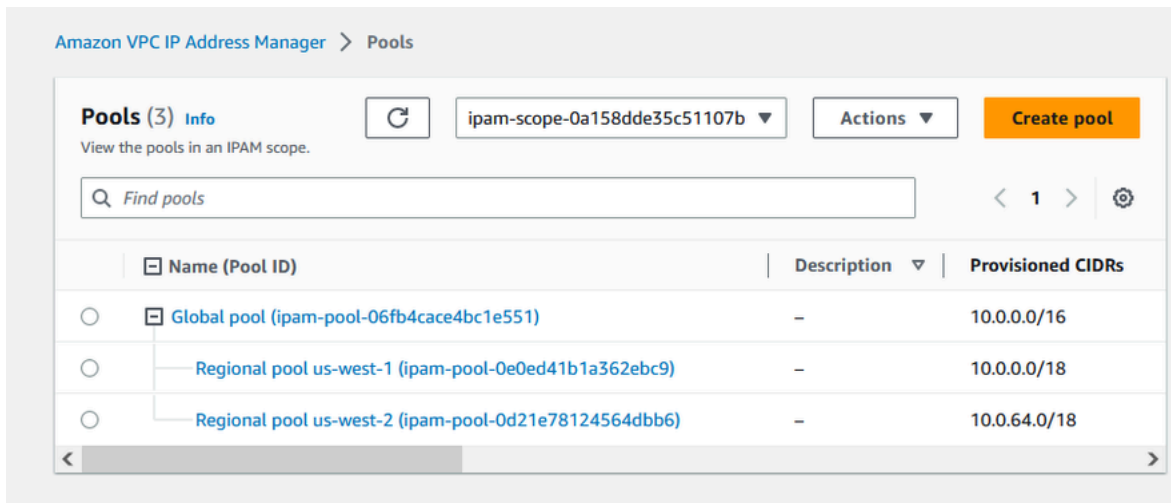 Amazon VPC IP Address Manager > Pools
Pools (3) Info
ipam-scope-0a158dde35c51107b
Actions
Create pool
View the pools in an IPAM scope.
Find pools
1
Name (Pool ID) Description Provisioned CIDRs
Global pool (ipam-pool-06fb4cace4bc1e551) – 10.0.0.0/16
Regional pool us-west-1 (ipam-pool-0e0ed41b1a362ebc9) – 10.0.0.0/18
Regional pool us-west-2 (ipam-pool-0d21e78124564dbb6) – 10.0.64.0/18